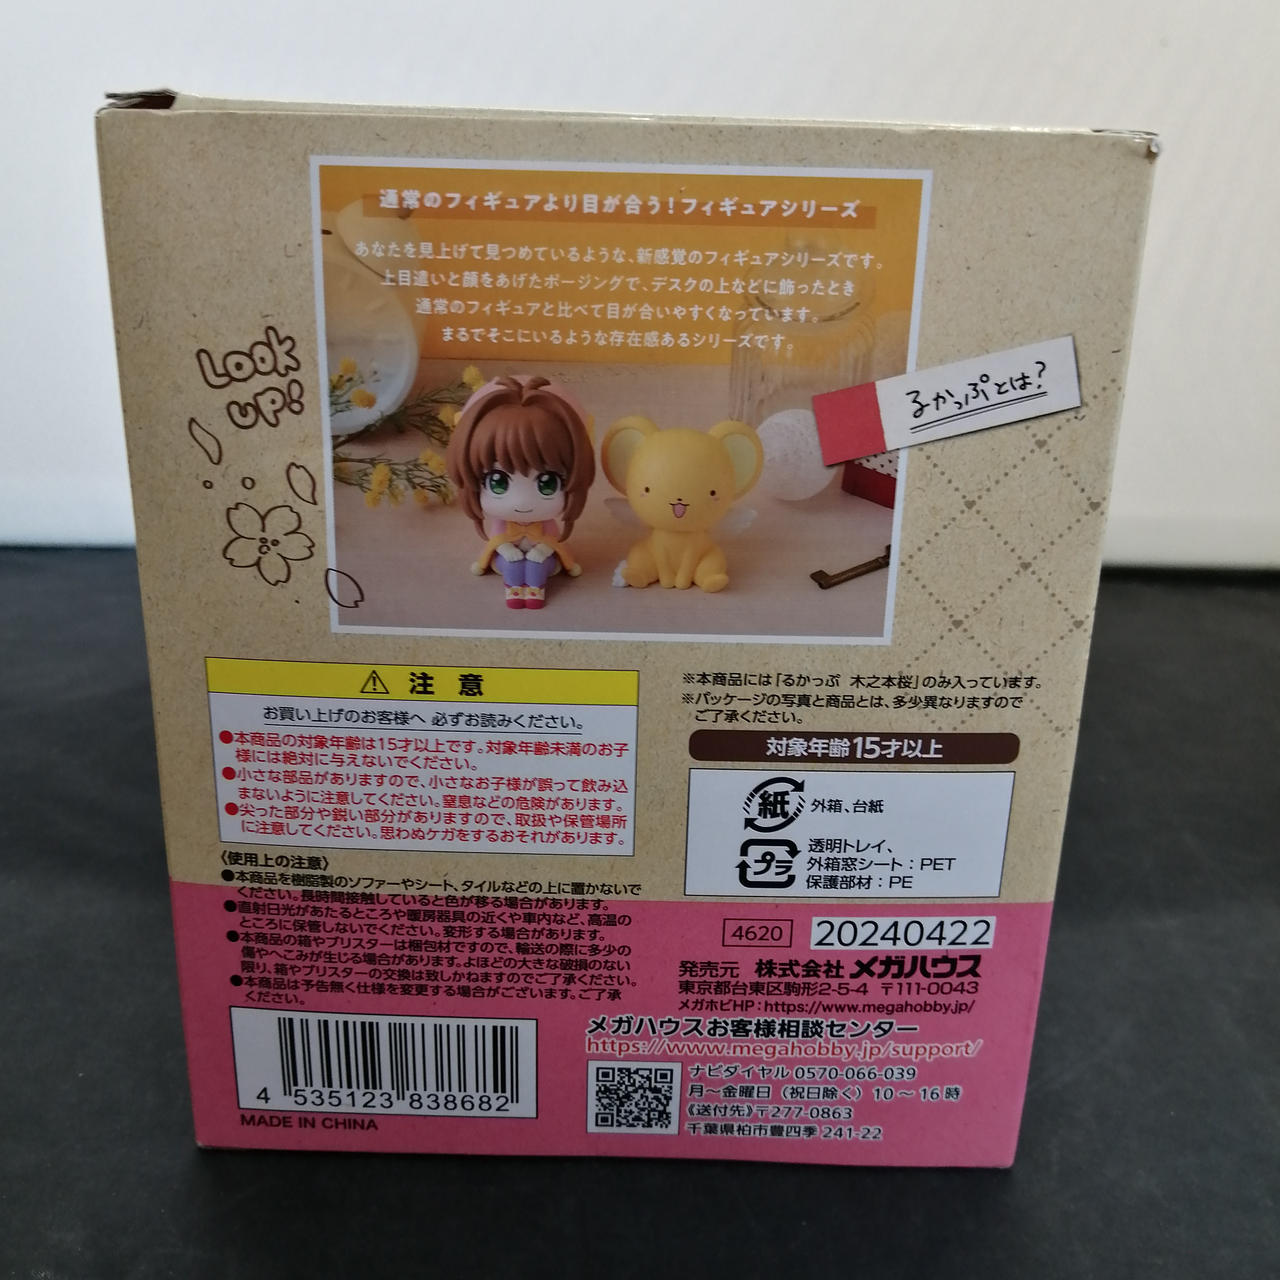 通常のフィギュアより目が合う!フィギュアシリーズ
あなたを見上げて見つめているような、新感覚のフィギュアシリーズです。
上目遣いと顔をあげたポージングで、デスクの上などに飾ったとき
通常のフィギュアと比べて目が合いやすくなっています。
まるでそこにいるような存在感あるシリーズです。
Look
up!
るかっぷとは?
⚠ 注意
お買い上げのお客様へ 必ずお読みください。
●本商品の対象年齢は15才以上です。対象年齢未満のお子
様には絶対に与えないでください。
●小さな部品がありますので、小さなお子様が誤って飲み込
まないように注意してください。窒息などの危険があります。
●尖った部分や鋭い部分がありますので、取扱や保管場所
に注意してください。思わぬケガをするおそれがあります。
〈使用上の注意〉
●本商品を樹脂製のソファーやシート、タイルなどの上に置かないで
ください。長時間接触していると色が移る場合があります。
●直射日光があたるところや暖房器具の近くや車内など、高温の
ところに保管しないでください。変形する場合があります。
●本商品の箱やブリスターは梱包材ですので、輸送の際に多少の
傷やへこみが生じる場合があります。よほどの大きな破損のない
限り、箱やブリスターの交換は致しかねますのでご了承ください。
●本商品は予告無く仕様を変更する場合がございます。ご了承
ください。
4 535123 838682
MADE IN CHINA
※本商品には「るかっぷ 木之本桜」のみ入っています。
※パッケージの写真と商品とは、多少異なりますので
ご了承ください。
対象年齢15才以上
紙 外箱、台紙
プラ 透明トレイ、
外箱窓シート:PET
保護部材:PE
4620 20240422
発売元 株式会社メガハウス
東京都台東区駒形2-5-4 〒111-0043
メガホビHP:https://www.megahobby.jp/
メガハウスお客様相談センター
https://www.megahobby.jp/support/
ナビダイヤル 0570-066-039
月〜金曜日(祝日除く)10〜16時
《送付先》〒277-0863
千葉県柏市豊四季241-22